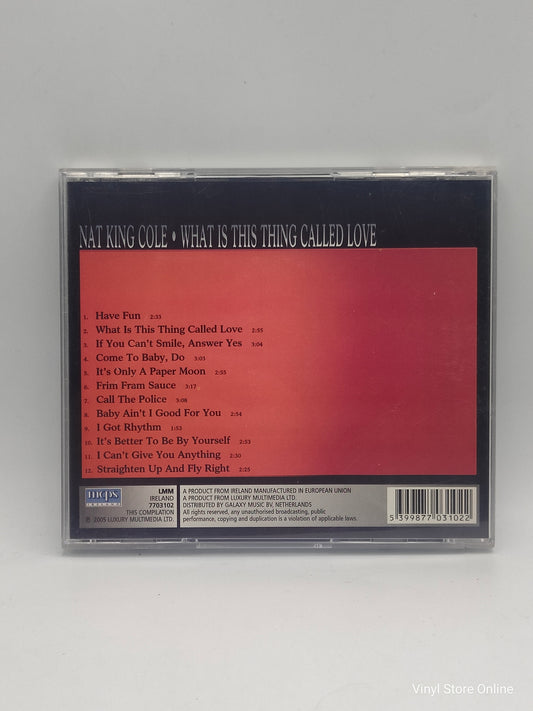 NAT KING COLE • WHAT IS THIS THING CALLED LOVE
1. Have Fun 2:33
2. What Is This Thing Called Love 2:55
3. If You Can't Smile, Answer Yes 3:04
4. Come To Baby, Do 3:03
5. It's Only A Paper Moon 2:55
6. Frim Fram Sauce 3:17
7. Call The Police 3:08
8. Baby Ain't I Good For You 2:54
9. I Got Rhythm 1:53
10. It's Better To Be By Yourself 2:53
11. I Can't Give You Anything 2:30
12. Straighten Up And Fly Right 2:25
mcps
IRELAND
LMM
IRELAND
7703102
THIS COMPILATION
℗ 2005 LUXURY MULTIMEDIA LTD.
A PRODUCT FROM IRELAND MANUFACTURED IN EUROPEAN UNION
A PRODUCT FROM LUXURY MULTIMEDIA LTD.
DISTRIBUTED BY GALAXY MUSIC BV, NETHERLANDS
All rights reserved, any unauthorised broadcasting, public
performance, copying and duplication is a violation of applicable laws.
5 399877 031022
Vinyl Store Online